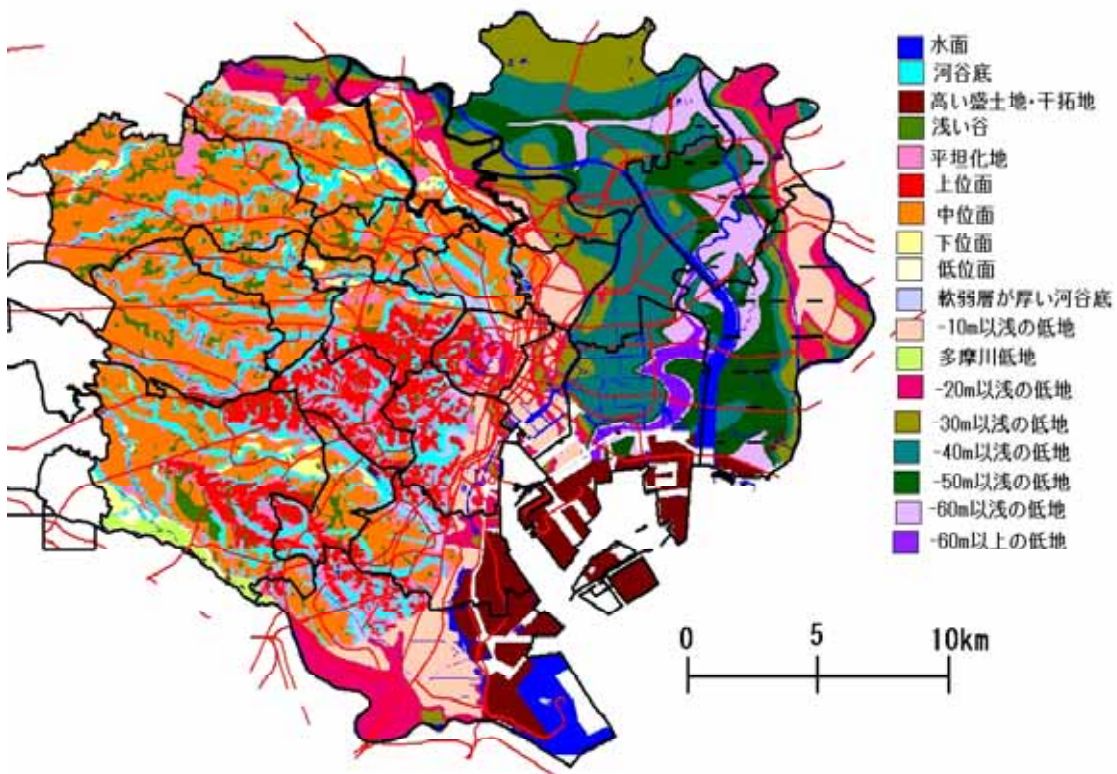 水面
河谷底
高い盛土地・干拓地
浅い谷
平坦化地
上位面
中位面
下位面
低位面
軟弱層が厚い河谷底
-10m以浅の低地
多摩川低地
-20m以浅の低地
-30m以浅の低地
-40m以浅の低地
-50m以浅の低地
-60m以浅の低地
-60m以上の低地
0 5 10km